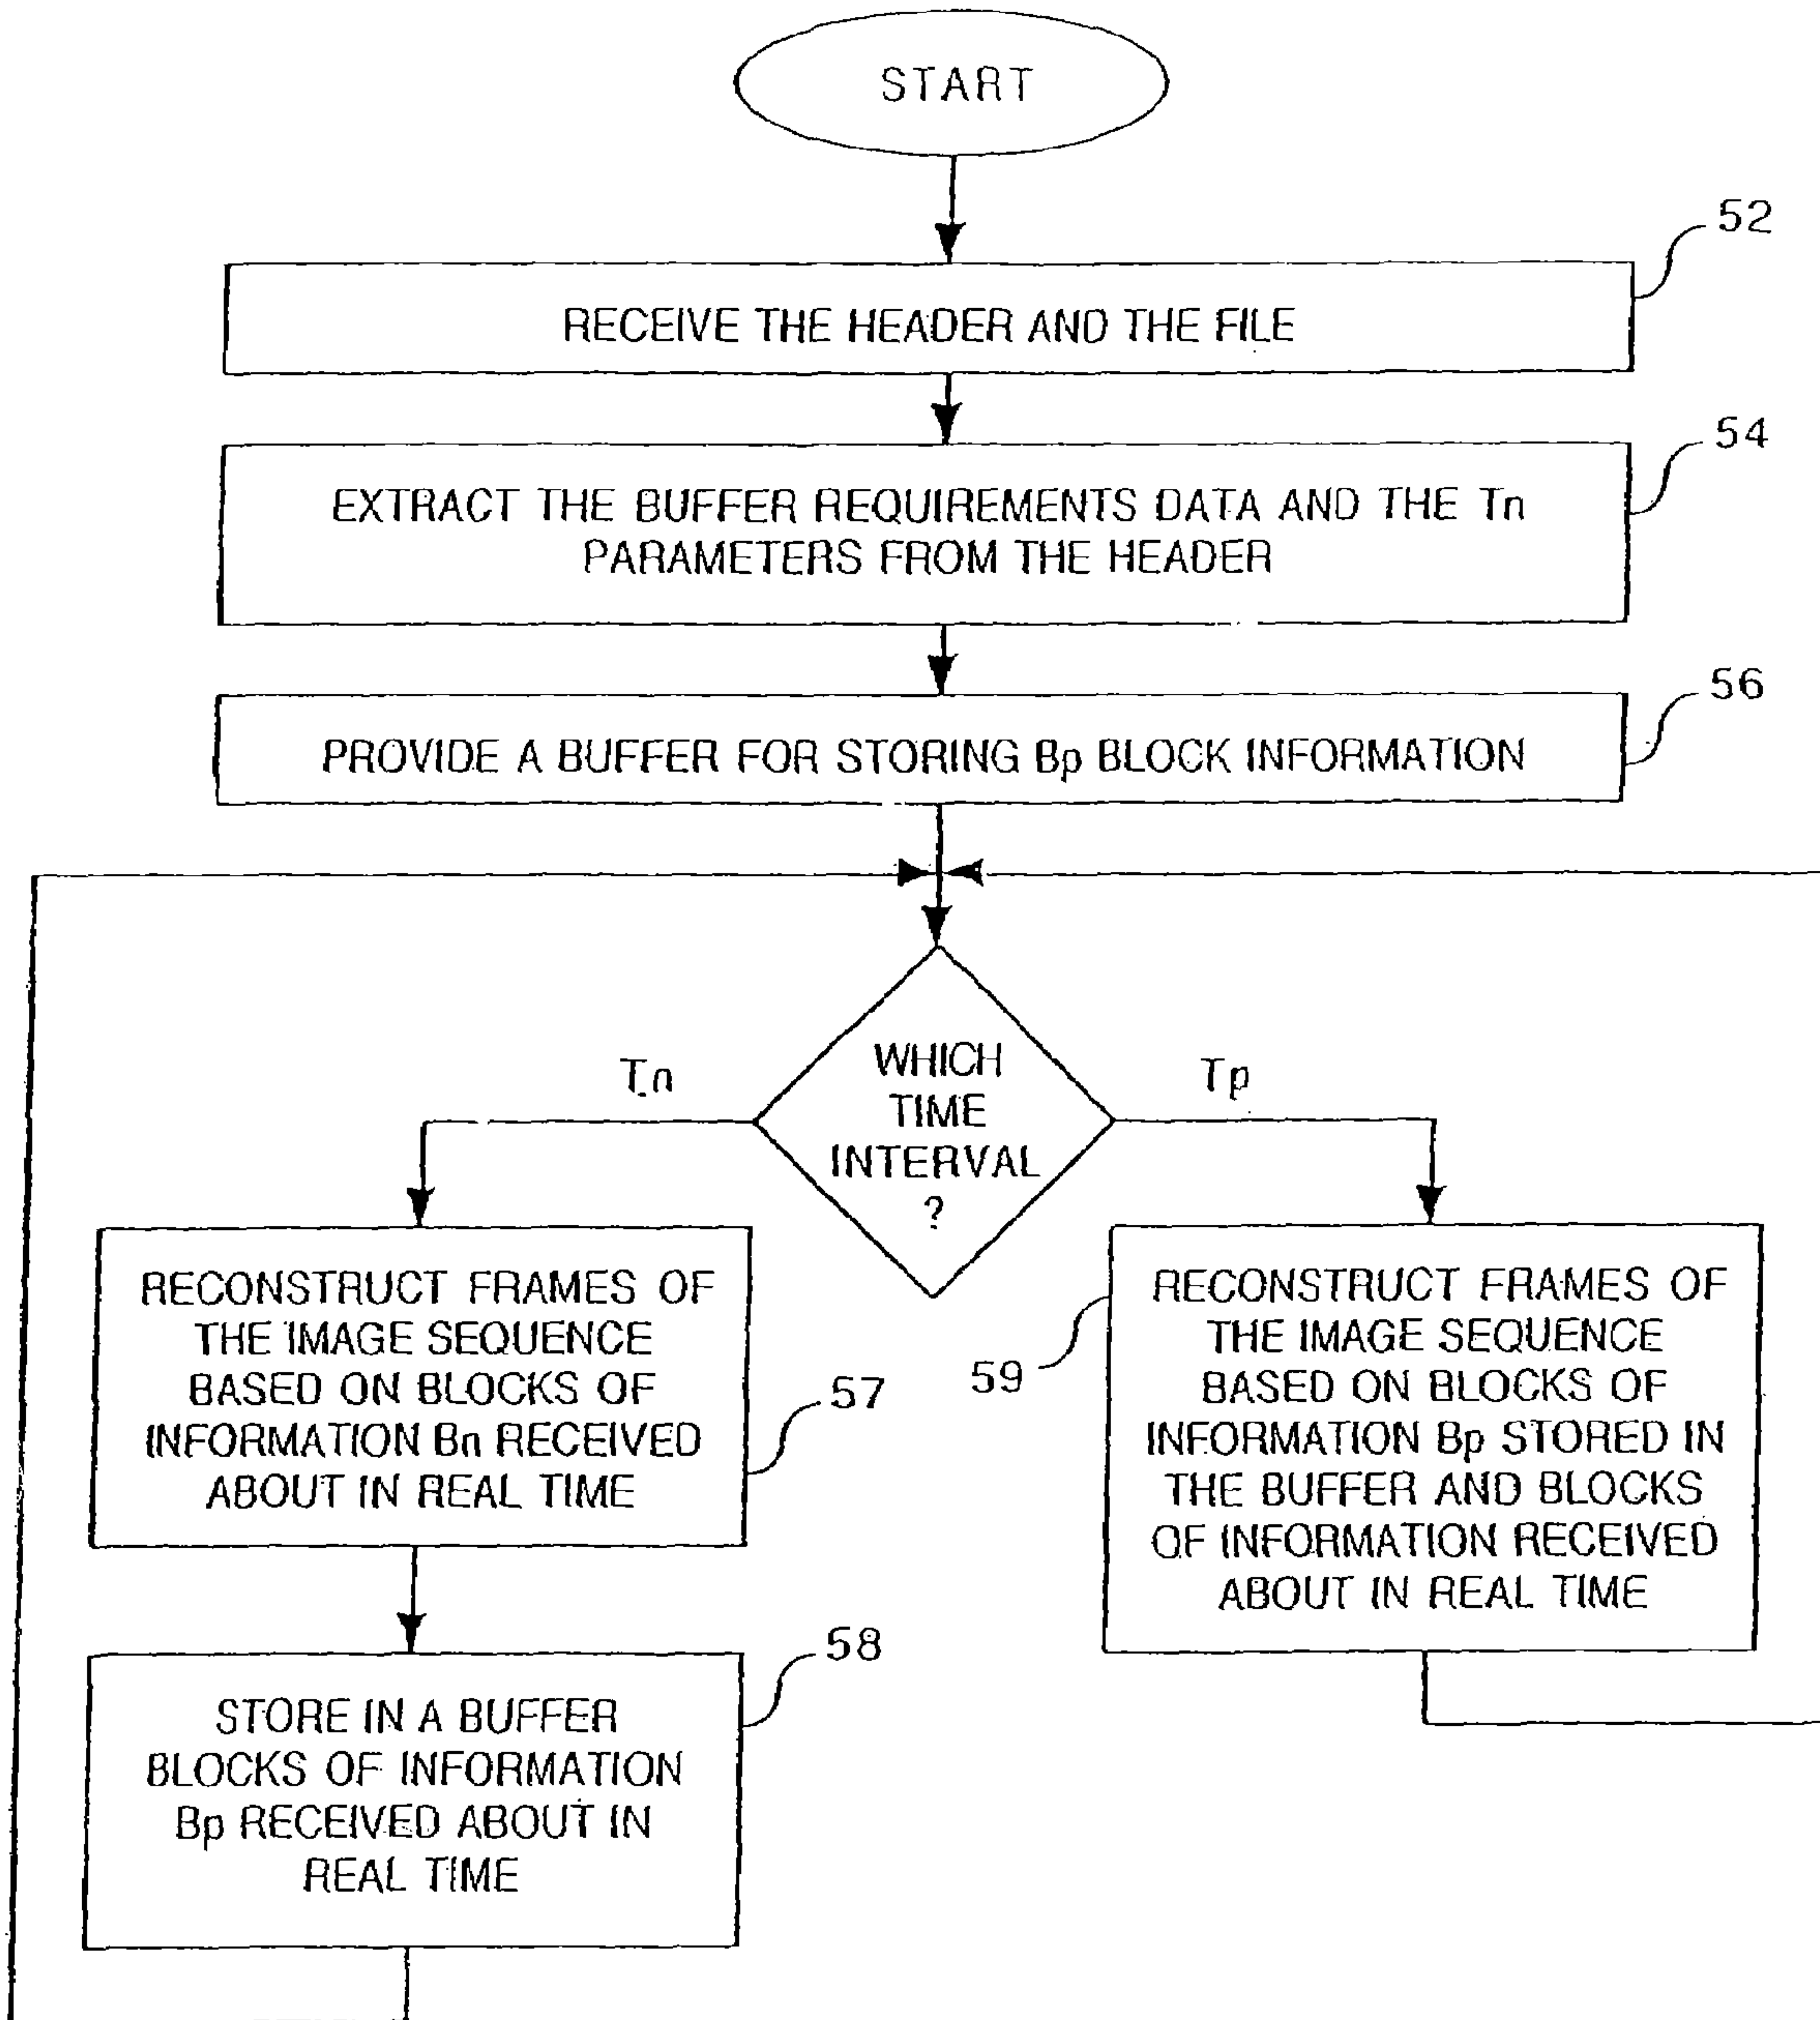 START
52
RECEIVE THE HEADER AND THE FILE
54
EXTRACT THE BUFFER REQUIREMENTS DATA AND THE Tn
PARAMETERS FROM THE HEADER
56
PROVIDE A BUFFER FOR STORING Bp BLOCK INFORMATION
WHICH
TIME
INTERVAL
?
Tn
Tp
RECONSTRUCT FRAMES OF
THE IMAGE SEQUENCE
BASED ON BLOCKS OF
INFORMATION Bn RECEIVED
ABOUT IN REAL TIME
57
59
RECONSTRUCT FRAMES OF
THE IMAGE SEQUENCE
BASED ON BLOCKS OF
INFORMATION Bp STORED IN
THE BUFFER AND BLOCKS
OF INFORMATION RECEIVED
ABOUT IN REAL TIME
58
STORE IN A BUFFER
BLOCKS OF INFORMATION
Bp RECEIVED ABOUT IN
REAL TIME